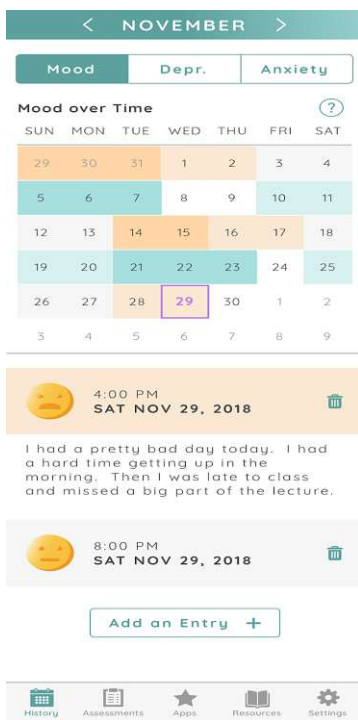 < NOVEMBER >
Mood Depr. Anxiety
Mood over Time ?
SUN MON TUE WED THU FRI SAT
29 30 31 1 2 3 4
5 6 7 8 9 10 11
12 13 14 15 16 17 18
19 20 21 22 23 24 25
26 27 28 29 30 1 2
3 4 5 6 7 8 9
4:00 PM
SAT NOV 29, 2018
I had a pretty bad day today. I had
a hard time getting up in the
morning. Then I was late to class
and missed a big part of the lecture.
8:00 PM
SAT NOV 29, 2018
Add an Entry +
History Assessments Apps Resources Settings